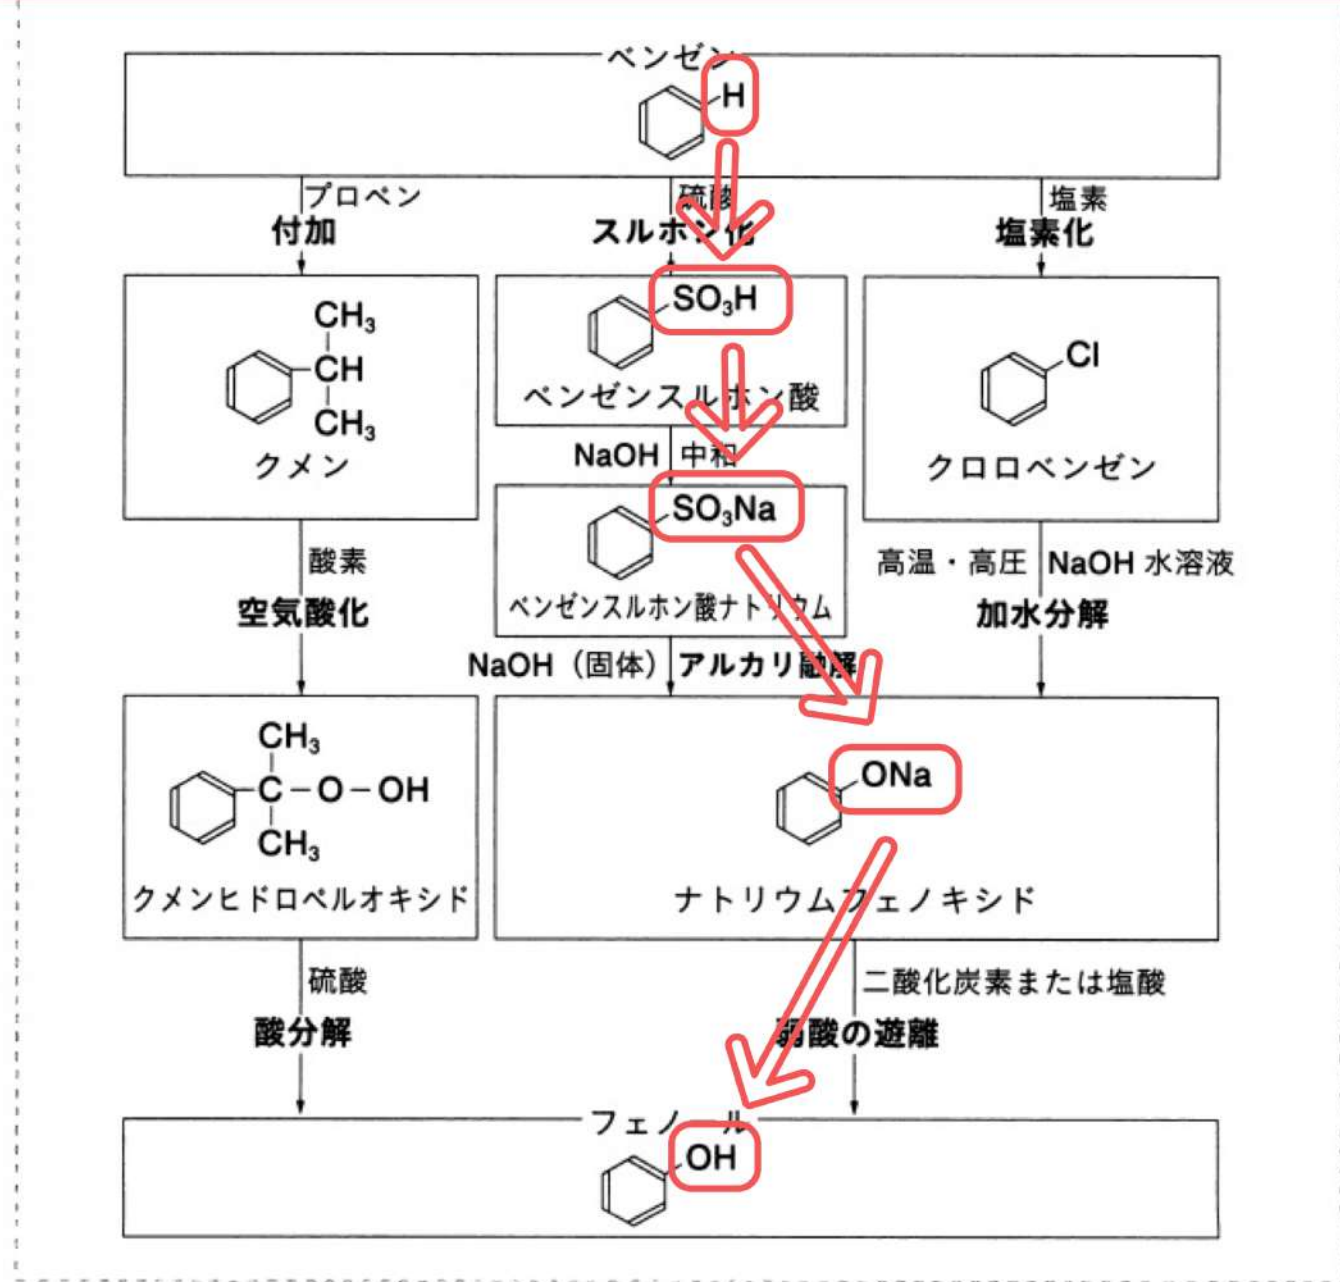 ベンゼン
H
プロペン
付加
硫酸
スルホン化
塩素
塩素化
CH₃
CH
CH₃
クメン
SO₃H
ベンゼンスルホン酸
NaOH 中和
SO₃Na
ベンゼンスルホン酸ナトリウム
Cl
クロロベンゼン
酸素
空気酸化
NaOH（固体） アルカリ融解
高温・高圧 NaOH 水溶液
加水分解
CH₃
C－O－OH
CH₃
クメンヒドロペルオキシド
ONa
ナトリウムフェノキシド
硫酸
酸分解
二酸化炭素または塩酸
弱酸の遊離
フェノール
OH